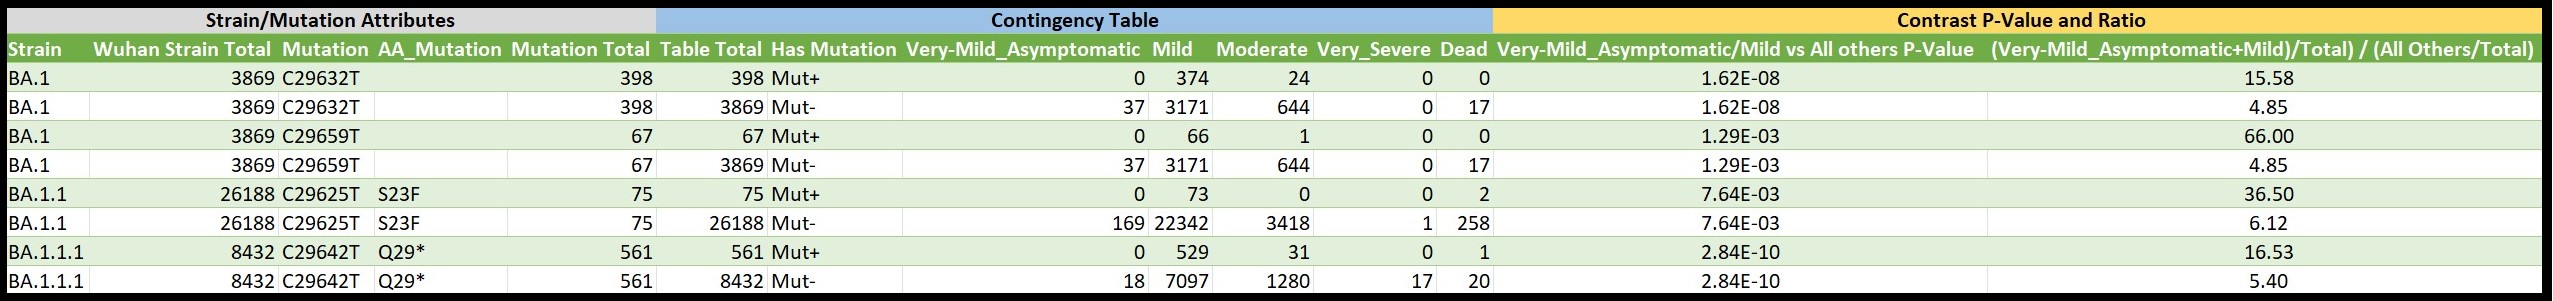 Strain/Mutation Attributes Contingency Table Contrast P-Value and Ratio
Strain Wuhan Strain Total Mutation AA_Mutation Mutation Total Table Total Has Mutation Very-Mild_Asymptomatic Mild Moderate Very_Severe Dead Very-Mild_Asymptomatic/Mild vs All others P-Value (Very-Mild_Asymptomatic+Mild)/Total) / (All Others/Total)
BA.1 3869 C29632T 398 398 Mut+ 0 374 24 0 0 1.62E-08 15.58
BA.1 3869 C29632T 398 3869 Mut- 37 3171 644 0 17 1.62E-08 4.85
BA.1 3869 C29659T 67 67 Mut+ 0 66 1 0 0 1.29E-03 66.00
BA.1 3869 C29659T 67 3869 Mut- 37 3171 644 0 17 1.29E-03 4.85
BA.1.1 26188 C29625T S23F 75 75 Mut+ 0 73 0 0 2 7.64E-03 36.50
BA.1.1 26188 C29625T S23F 75 26188 Mut- 169 22342 3418 1 258 7.64E-03 6.12
BA.1.1.1 8432 C29642T Q29* 561 561 Mut+ 0 529 31 0 1 2.84E-10 16.53
BA.1.1.1 8432 C29642T Q29* 561 8432 Mut- 18 7097 1280 17 20 2.84E-10 5.40